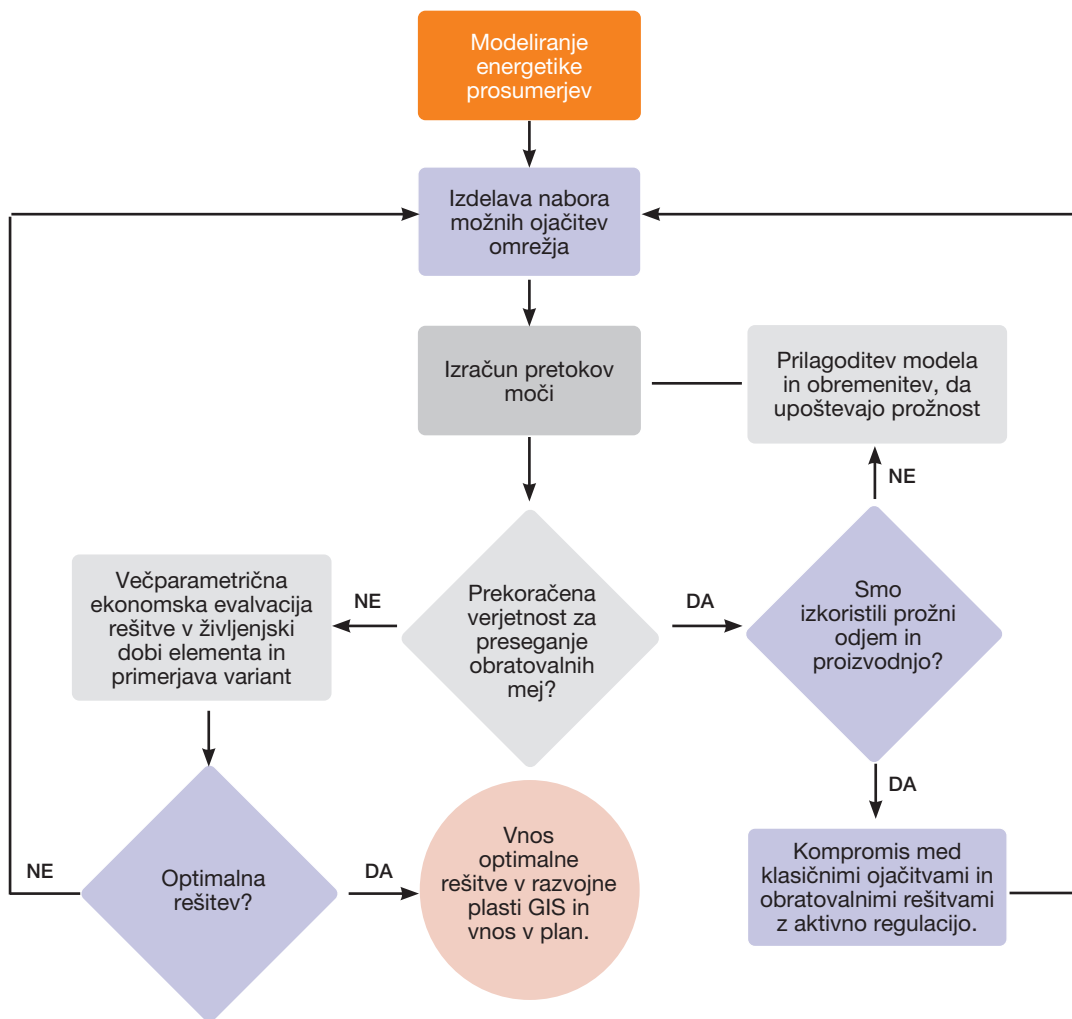 Modeliranje
energetike
prosumerjev
Izdelava nabora
možnih ojačitev
omrežja
Izračun pretokov
moči
Prilagoditev modela
in obremenitev, da
upoštevajo prožnost
NE
Večparametrična
ekonomska evalvacija
rešitve v življenjski
dobi elementa in
primerjava variant
NE
Prekoračena
verjetnost za
preseganje
obratovalnih
mej?
DA
Smo
izkoristili prožni
odjem in
proizvodnjo?
DA
NE
Optimalna
rešitev?
DA
Vnos
optimalne
rešitve v razvojne
plasti GIS in
vnos v plan.
Kompromis med
klasičnimi ojačitvami in
obratovalnimi rešitvami
z aktivno regulacijo.